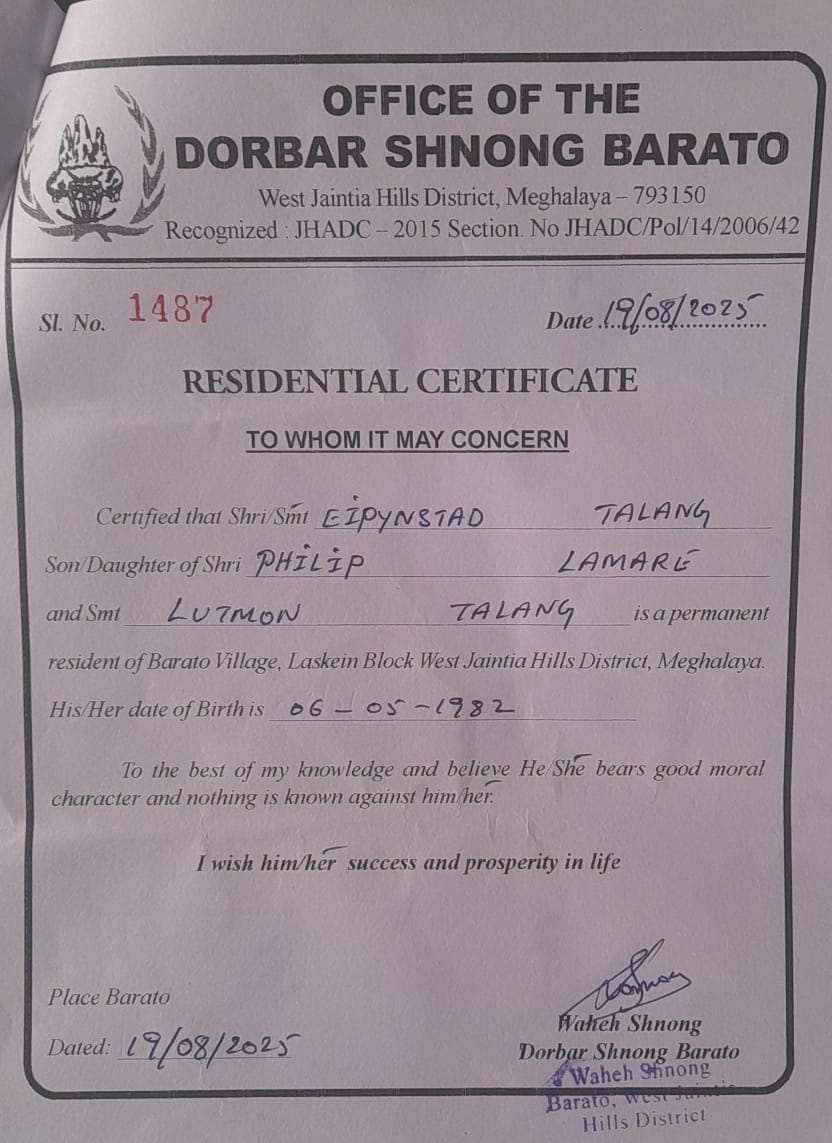 OFFICE OF THE
DORBAR SHNONG BARATO
West Jaintia Hills District, Meghalaya – 793150
Recognized : JHADC – 2015 Section. No JHADC/Pol/14/2006/42
Sl. No. 1487 Date 19/08/2025
RESIDENTIAL CERTIFICATE
TO WHOM IT MAY CONCERN
Certified that Shri/Smt EIPYNSTAD TALANG
Son/Daughter of Shri PHILIP LAMARE
and Smt LUTMON TALANG is a permanent
resident of Barato Village, Laskein Block West Jaintia Hills District, Meghalaya.
His/Her date of Birth is 06-05-1982
To the best of my knowledge and believe He/She bears good moral
character and nothing is known against him/her.
I wish him/her success and prosperity in life
Place Barato
Dated: 19/08/2025
Waheh Shnong
Dorbar Shnong Barato
Waheh Shnong
Barato, West Jaintia
Hills District